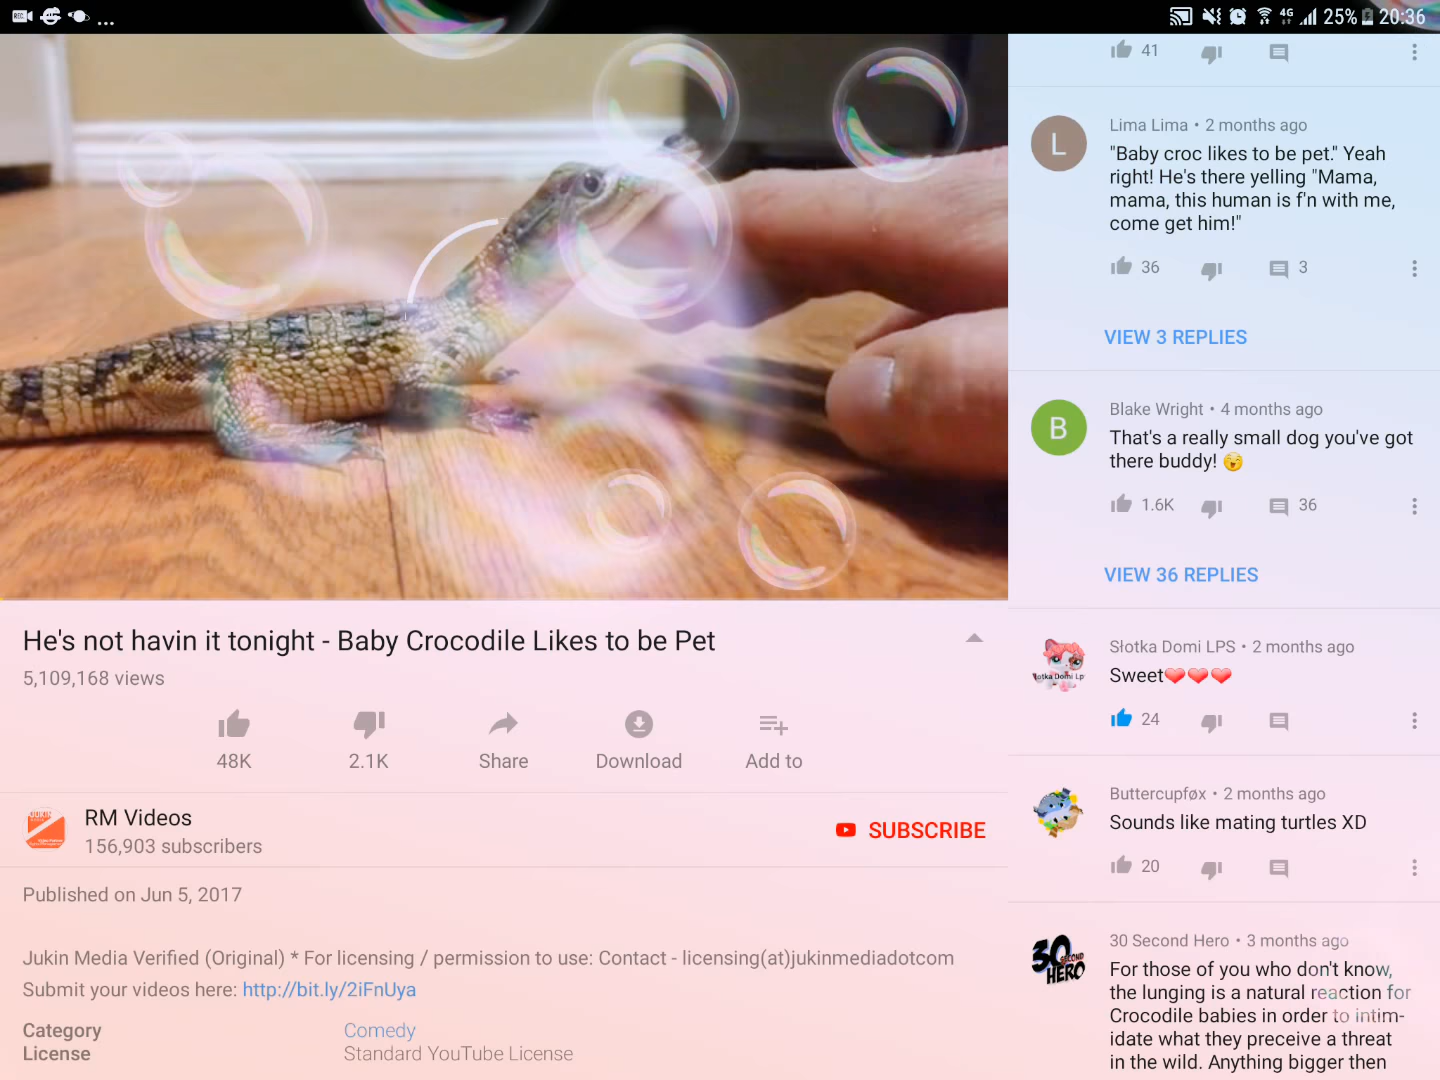 REC
4G 25% 20:36
He's not havin it tonight - Baby Crocodile Likes to be Pet
5,109,168 views
48K
2.1K
Share
Download
Add to
RM Videos
156,903 subscribers
SUBSCRIBE
Published on Jun 5, 2017
Jukin Media Verified (Original) * For licensing / permission to use: Contact - licensing(at)jukinmediadotcom
Submit your videos here: http://bit.ly/2iFnUya
Category Comedy
License Standard YouTube License
41
L
Lima Lima • 2 months ago
"Baby croc likes to be pet." Yeah
right! He's there yelling "Mama,
mama, this human is f'n with me,
come get him!"
36 3
VIEW 3 REPLIES
B
Blake Wright • 4 months ago
That's a really small dog you've got
there buddy! 😄
1.6K 36
VIEW 36 REPLIES
Słotka Domi LPS • 2 months ago
Sweet❤❤❤
24
Buttercupføx • 2 months ago
Sounds like mating turtles XD
20
30 SECOND HERO
30 Second Hero • 3 months ago
For those of you who don't know,
the lunging is a natural reaction for
Crocodile babies in order to intim-
idate what they preceive a threat
in the wild. Anything bigger then